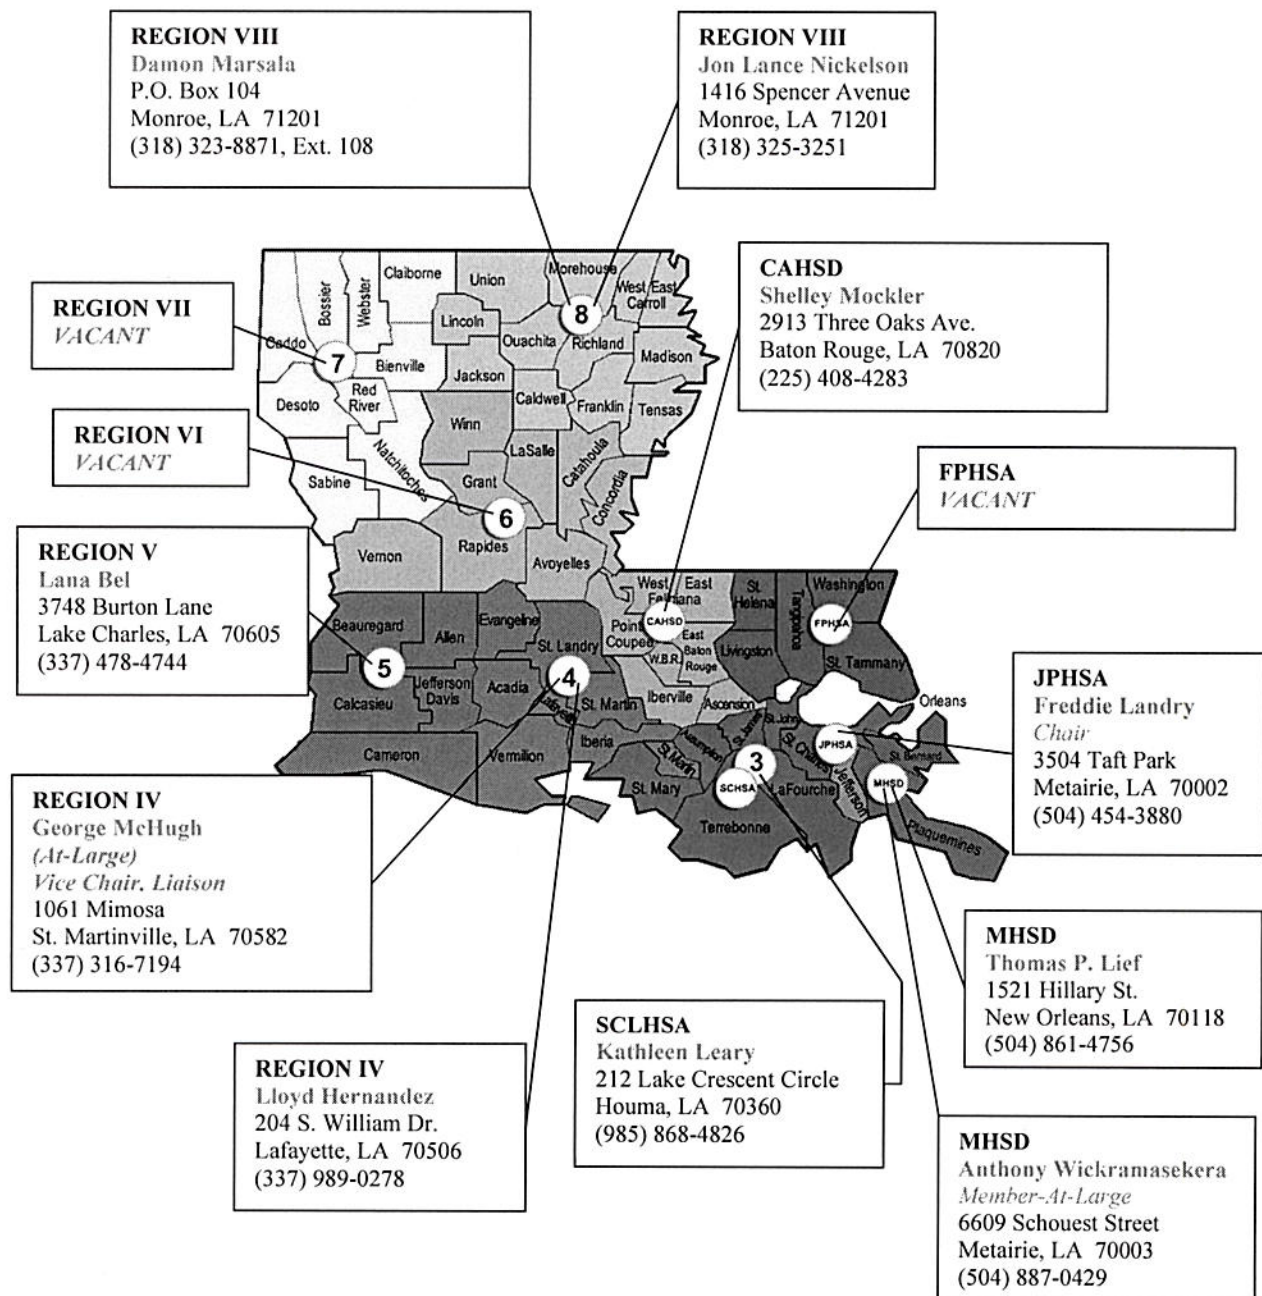 REGION VIII
Damon Marsala
P.O. Box 104
Monroe, LA 71201
(318) 323-8871, Ext. 108
REGION VIII
Jon Lance Nickelson
1416 Spencer Avenue
Monroe, LA 71201
(318) 325-3251
CAHSD
Shelley Mockler
2913 Three Oaks Ave.
Baton Rouge, LA 70820
(225) 408-4283
REGION VII
VACANT
REGION VI
VACANT
FPHSA
VACANT
REGION V
Lana Bel
3748 Burton Lane
Lake Charles, LA 70605
(337) 478-4744
JPHSA
Freddie Landry
Chair
3504 Taft Park
Metairie, LA 70002
(504) 454-3880
REGION IV
George McHugh
(At-Large)
Vice Chair, Liaison
1061 Mimosa
St. Martinville, LA 70582
(337) 316-7194
MHSD
Thomas P. Lief
1521 Hillary St.
New Orleans, LA 70118
(504) 861-4756
SCLHSA
Kathleen Leary
212 Lake Crescent Circle
Houma, LA 70360
(985) 868-4826
REGION IV
Lloyd Hernandez
204 S. William Dr.
Lafayette, LA 70506
(337) 989-0278
MHSD
Anthony Wickramasekera
Member-At-Large
6609 Schouest Street
Metairie, LA 70003
(504) 887-0429
Caddo
Bossier
Webster
Claiborne
Union
Morehouse
West
East
Carroll
Lincoln
8
Ouachita
Richland
Madison
7
Bienville
Jackson
Desoto
Red
River
Caldwell
Franklin
Tensas
Winn
Natchitoches
LaSalle
Catahoula
Sabine
Grant
Concordia
6
Rapides
Vernon
Avoyelles
West
East
Feliciana
St.
Helena
Tangipahoa
Washington
Beauregard
Allen
Evangeline
St. Landry
Point
Coupee
CAHSD
East
Baton
Rouge
W.B.R.
Livingston
FPHSA
St. Tammany
5
4
Calcasieu
Jefferson
Davis
Acadia
Lafayette
St. Martin
Iberville
Ascension
Orleans
Cameron
Vermilion
Iberia
St. Martin
Assumption
St. James
St. John
St. Charles
JPHSA
St. Bernard
3
SCHSA
St. Mary
LaFourche
Jefferson
MHSD
Terrebonne
Plaquemines